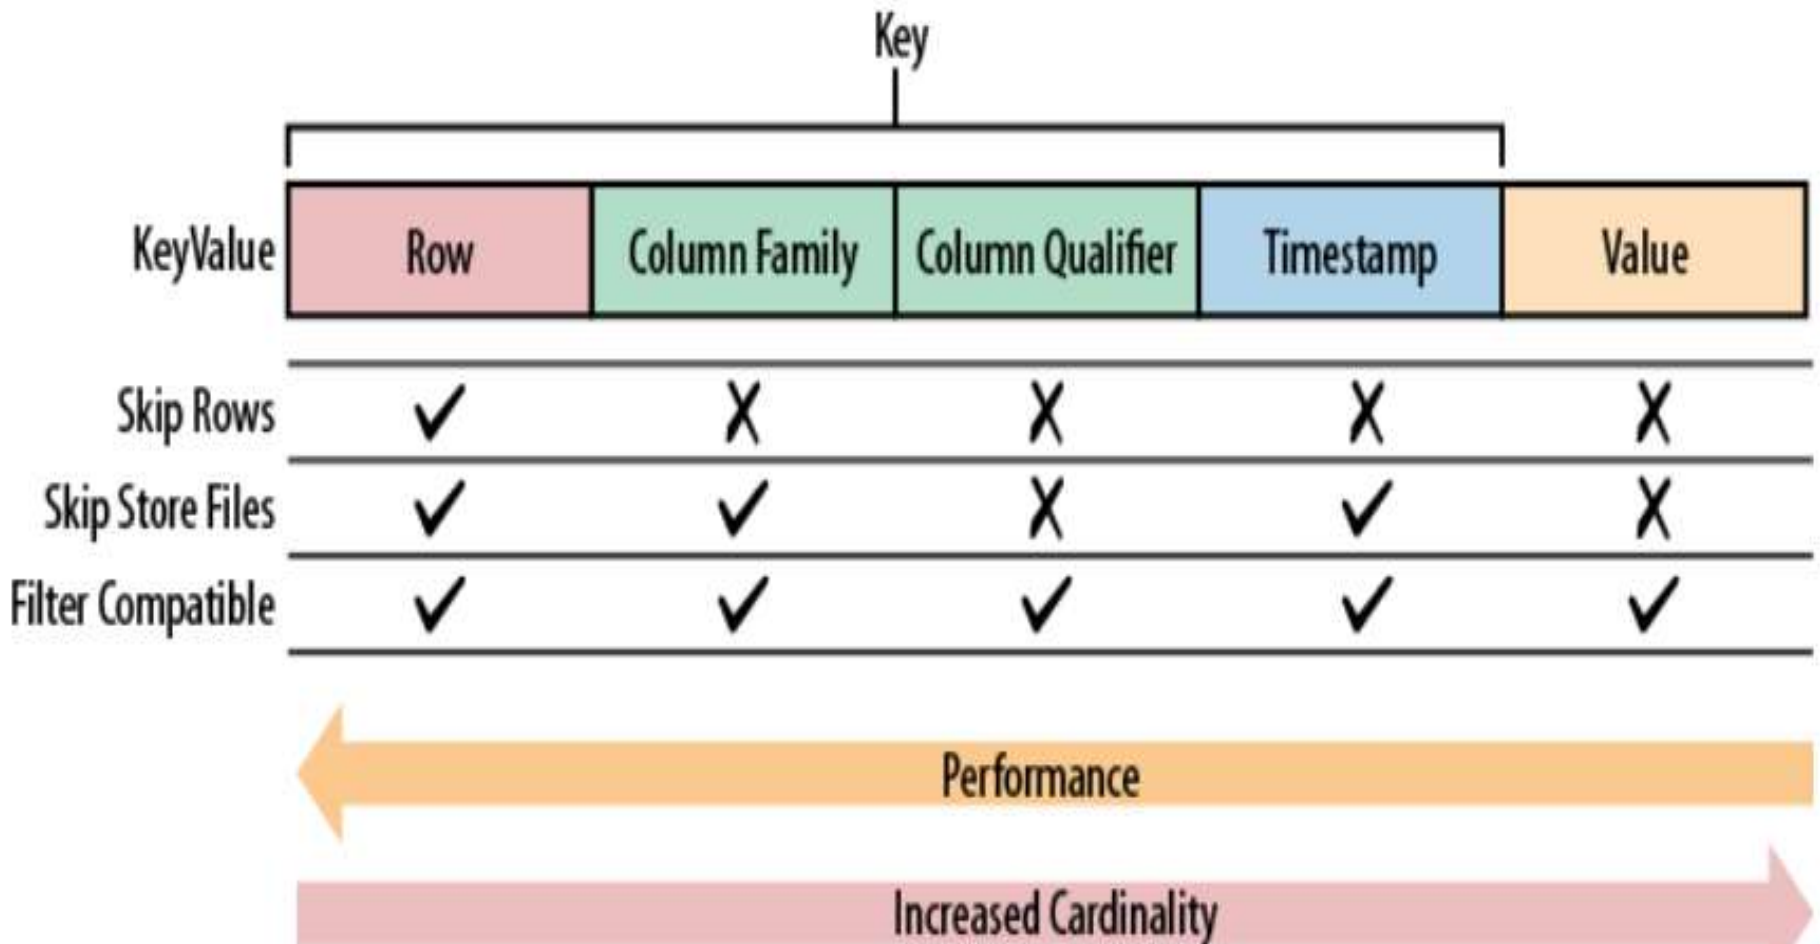 Key
KeyValue Row Column Family Column Qualifier Timestamp Value
Skip Rows ✓ X X X X
Skip Store Files ✓ ✓ X ✓ X
Filter Compatible ✓ ✓ ✓ ✓ ✓
Performance
Increased Cardinality